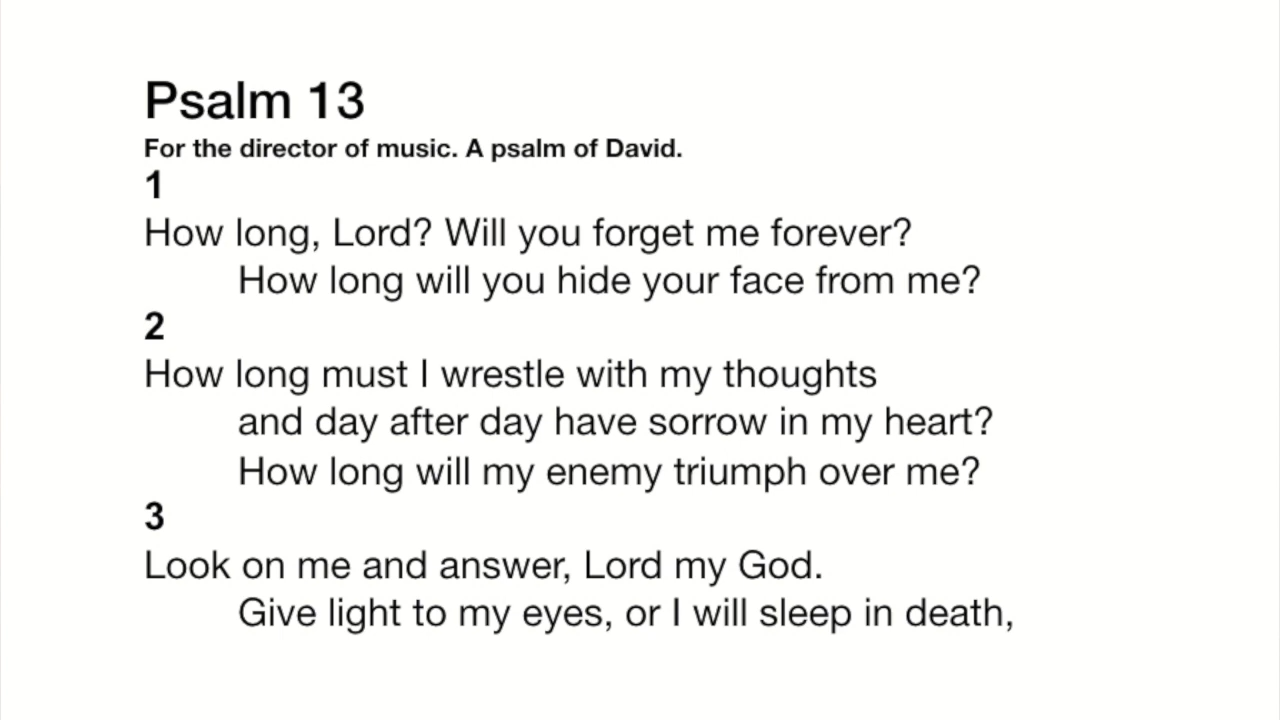 Psalm 13
For the director of music. A psalm of David.
1
How long, Lord? Will you forget me forever?
How long will you hide your face from me?
2
How long must I wrestle with my thoughts
and day after day have sorrow in my heart?
How long will my enemy triumph over me?
3
Look on me and answer, Lord my God.
Give light to my eyes, or I will sleep in death,